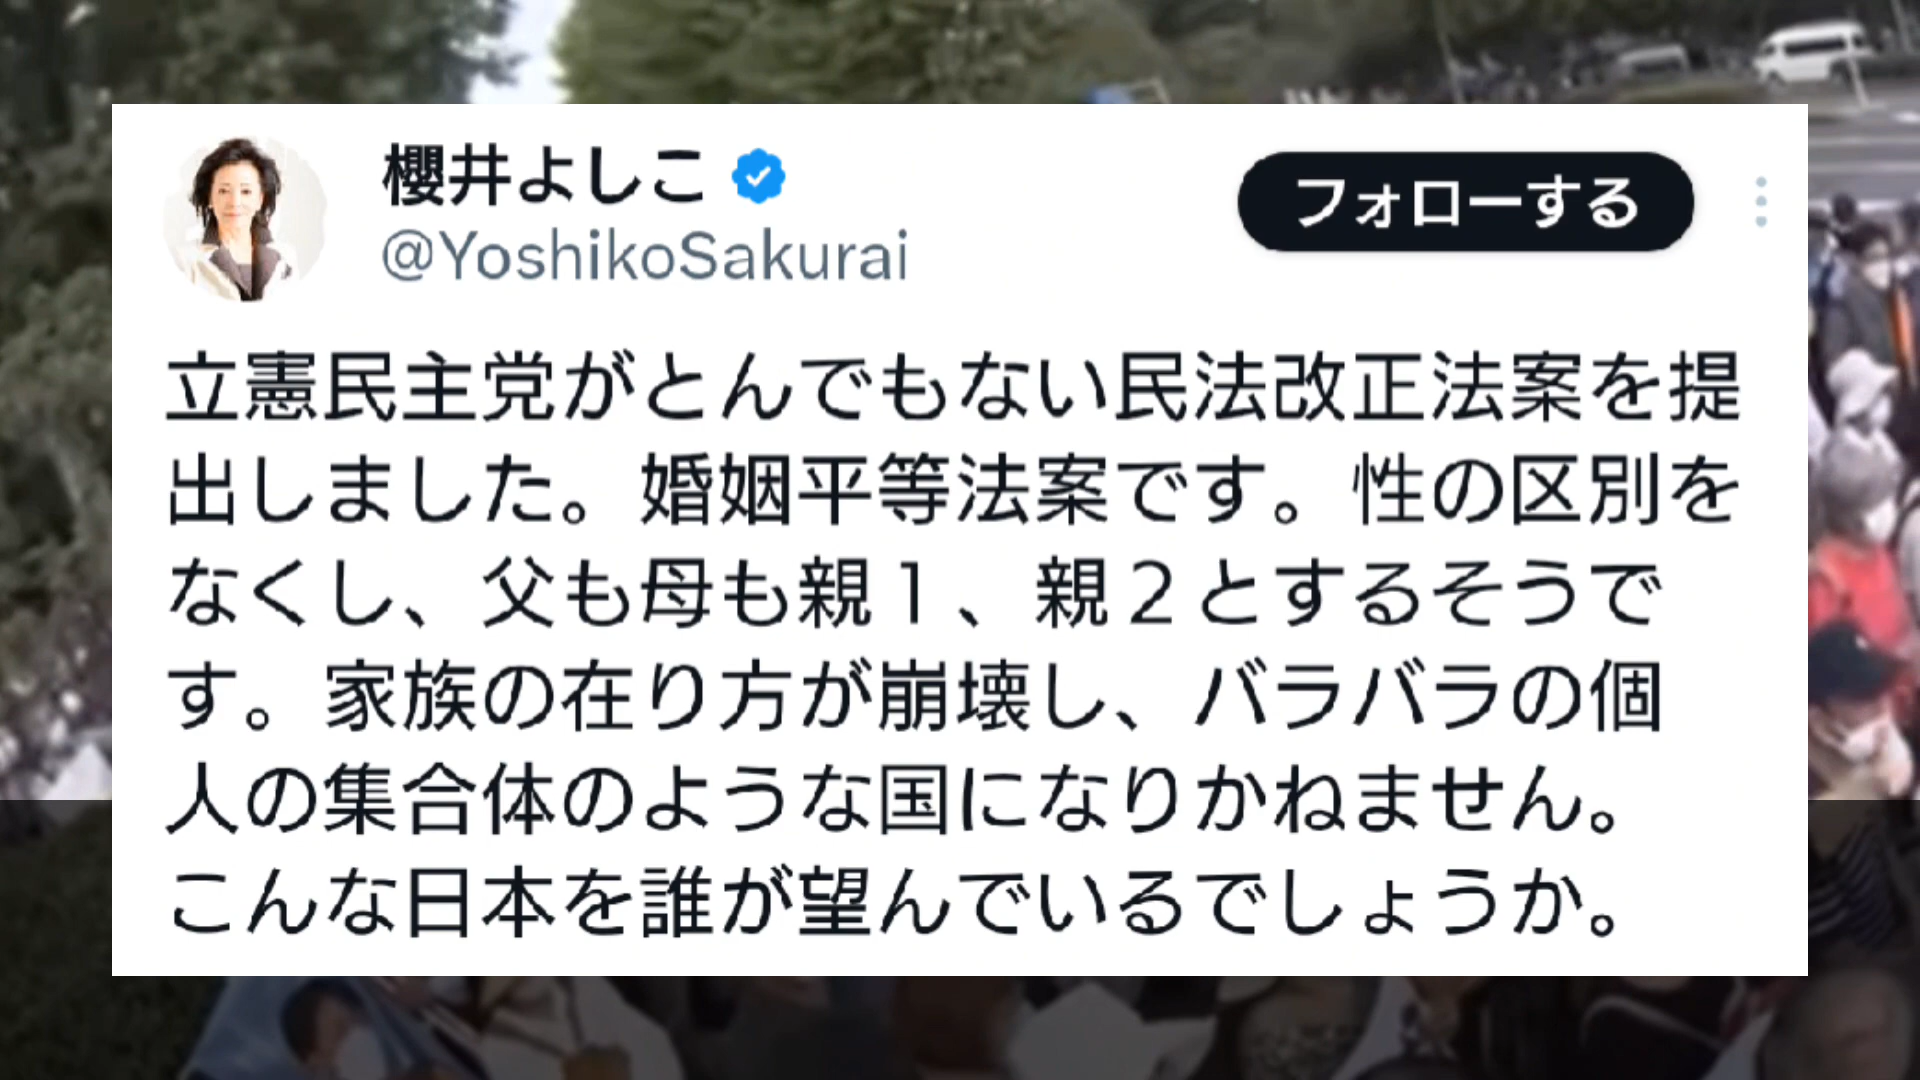 櫻井よしこ
@YoshikoSakurai
フォローする
立憲民主党がとんでもない民法改正法案を提
出しました。婚姻平等法案です。性の区別を
なくし、父も母も親１、親２とするそうで
す。家族の在り方が崩壊し、バラバラの個
人の集合体のような国になりかねません。
こんな日本を誰が望んでいるでしょうか。